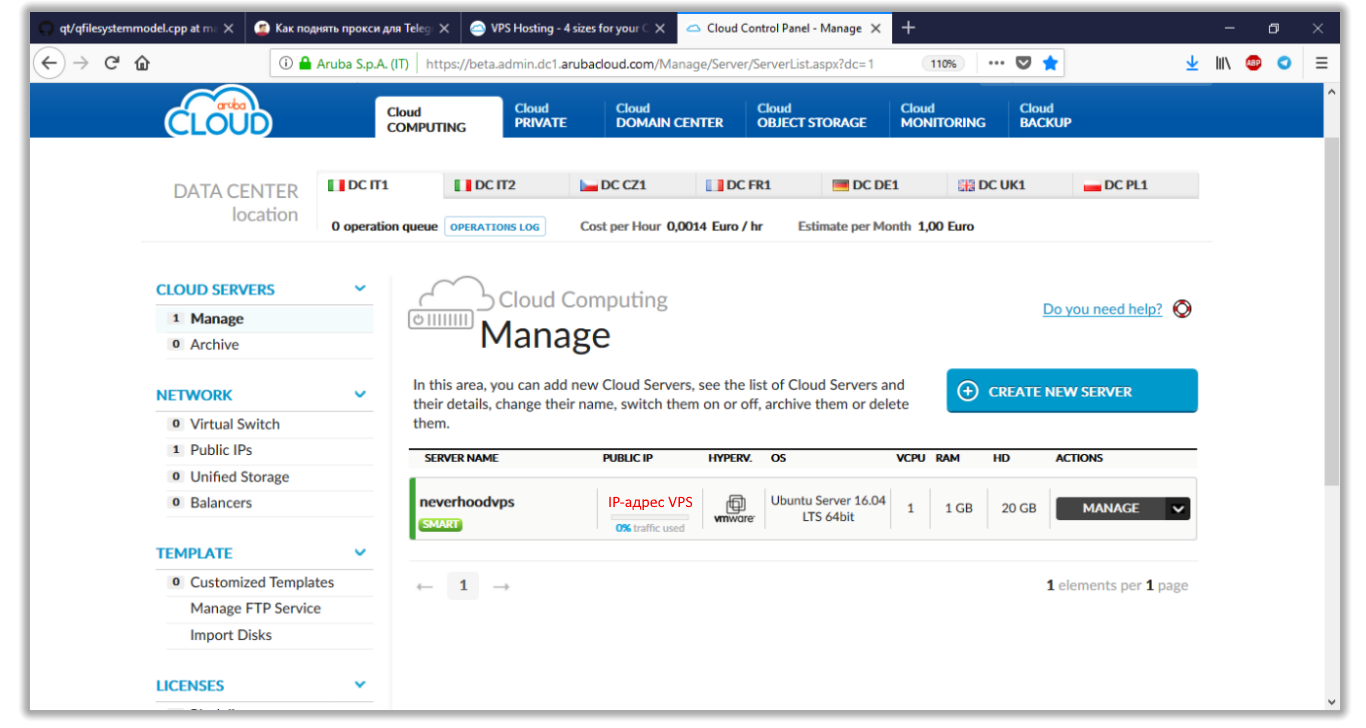 qt/qfilesystemmodel.cpp at m
Как поднять прокси для Teleg
VPS Hosting - 4 sizes for your C
Cloud Control Panel - Manage
Aruba S.p.A. (IT)
https://beta.admin.dc1.arubacloud.com/Manage/Server/ServerList.aspx?dc=1
110%
ABP
aruba
CLOUD
Cloud
COMPUTING
Cloud
PRIVATE
Cloud
DOMAIN CENTER
Cloud
OBJECT STORAGE
Cloud
MONITORING
Cloud
BACKUP
DATA CENTER
location
DC IT1
DC IT2
DC CZ1
DC FR1
DC DE1
DC UK1
DC PL1
0 operation queue
OPERATIONS LOG
Cost per Hour 0,0014 Euro / hr
Estimate per Month 1,00 Euro
CLOUD SERVERS
1 Manage
0 Archive
NETWORK
0 Virtual Switch
1 Public IPs
0 Unified Storage
0 Balancers
TEMPLATE
0 Customized Templates
Manage FTP Service
Import Disks
LICENSES
Cloud Computing
Manage
Do you need help?
In this area, you can add new Cloud Servers, see the list of Cloud Servers and
their details, change their name, switch them on or off, archive them or delete
them.
CREATE NEW SERVER
SERVER NAME PUBLIC IP HYPERV. OS VCPU RAM HD ACTIONS
neverhoodvps
SMART
IP-адрес VPS
0% traffic used
vmware
Ubuntu Server 16.04
LTS 64bit
1
1 GB
20 GB
MANAGE
← 1 →
1 elements per 1 page